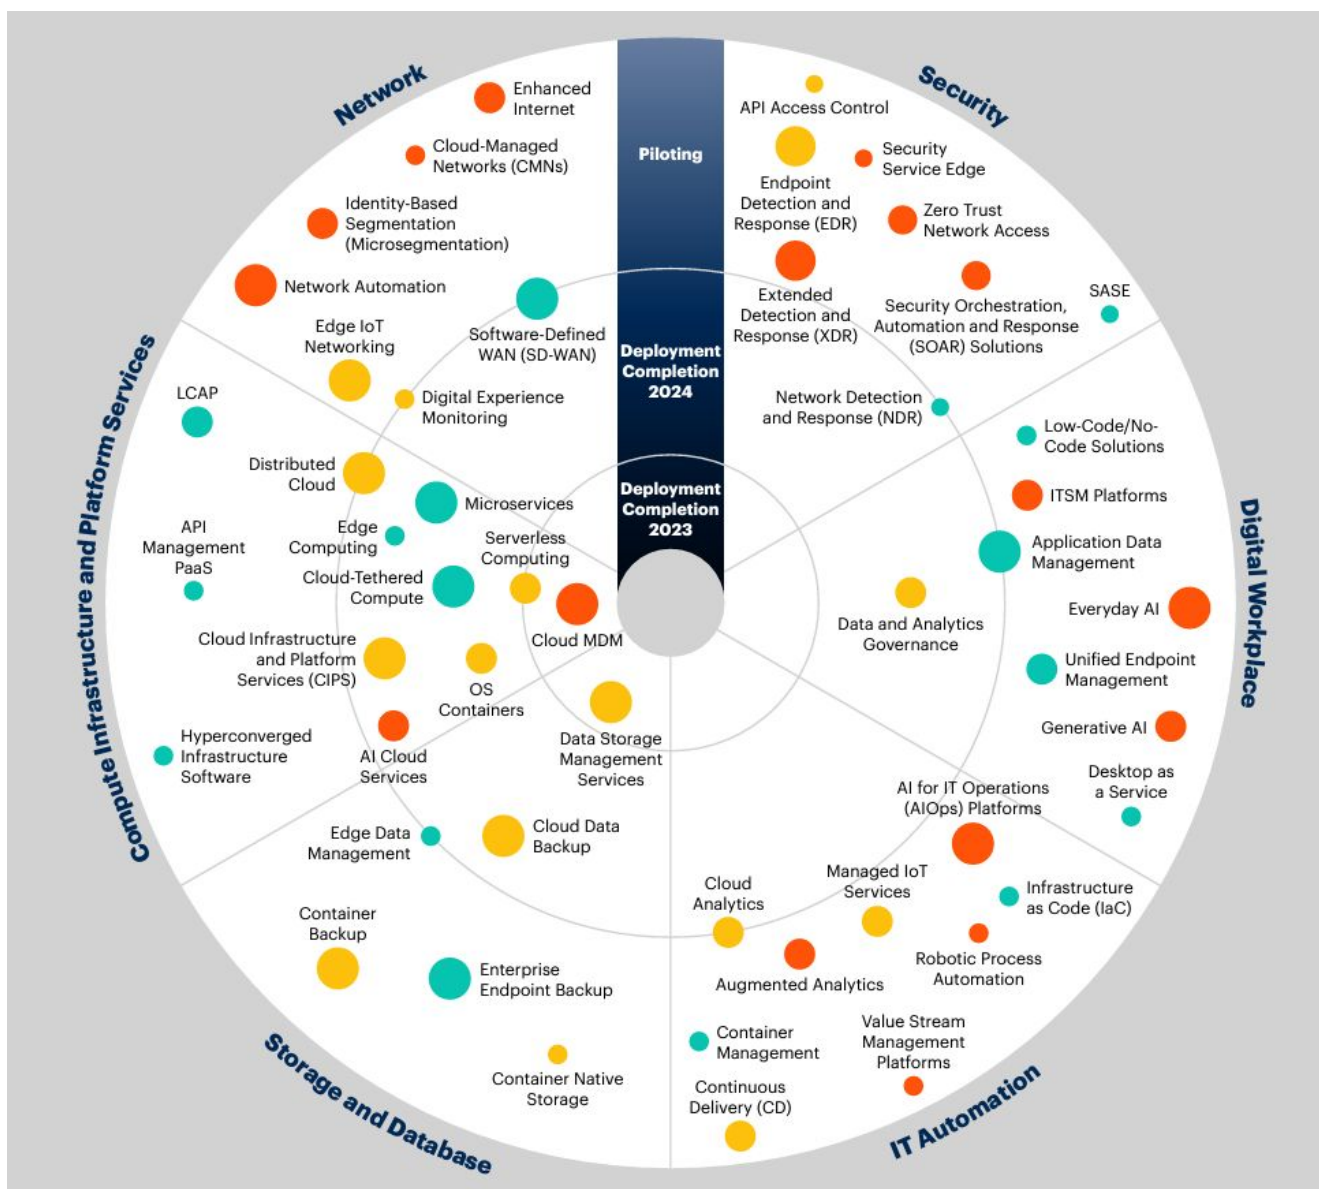 Network
Enhanced
Internet
Cloud-Managed
Networks (CMNs)
Identity-Based
Segmentation
(Microsegmentation)
Network Automation
Edge IoT
Networking
Software-Defined
WAN (SD-WAN)
Digital Experience
Monitoring
Piloting
Deployment
Completion
2024
Deployment
Completion
2023
Security
API Access Control
Endpoint
Detection and
Response (EDR)
Security
Service Edge
Zero Trust
Network Access
Extended
Detection and
Response (XDR)
Security Orchestration,
Automation and Response
(SOAR) Solutions
SASE
Network Detection
and Response (NDR)
Digital Workplace
Low-Code/No-
Code Solutions
ITSM Platforms
Application Data
Management
Everyday AI
Data and Analytics
Governance
Unified Endpoint
Management
Generative AI
Desktop as
a Service
IT Automation
AI for IT Operations
(AIOps) Platforms
Managed IoT
Services
Infrastructure
as Code (IaC)
Cloud
Analytics
Robotic Process
Automation
Augmented Analytics
Container
Management
Value Stream
Management
Platforms
Continuous
Delivery (CD)
Storage and Database
Data Storage
Management
Services
Cloud Data
Backup
Edge Data
Management
Container
Backup
Enterprise
Endpoint Backup
Container Native
Storage
Compute Infrastructure and Platform Services
LCAP
Distributed
Cloud
Microservices
API
Management
PaaS
Edge
Computing
Serverless
Computing
Cloud-Tethered
Compute
Cloud MDM
Cloud Infrastructure
and Platform
Services (CIPS)
OS
Containers
Hyperconverged
Infrastructure
Software
AI Cloud
Services